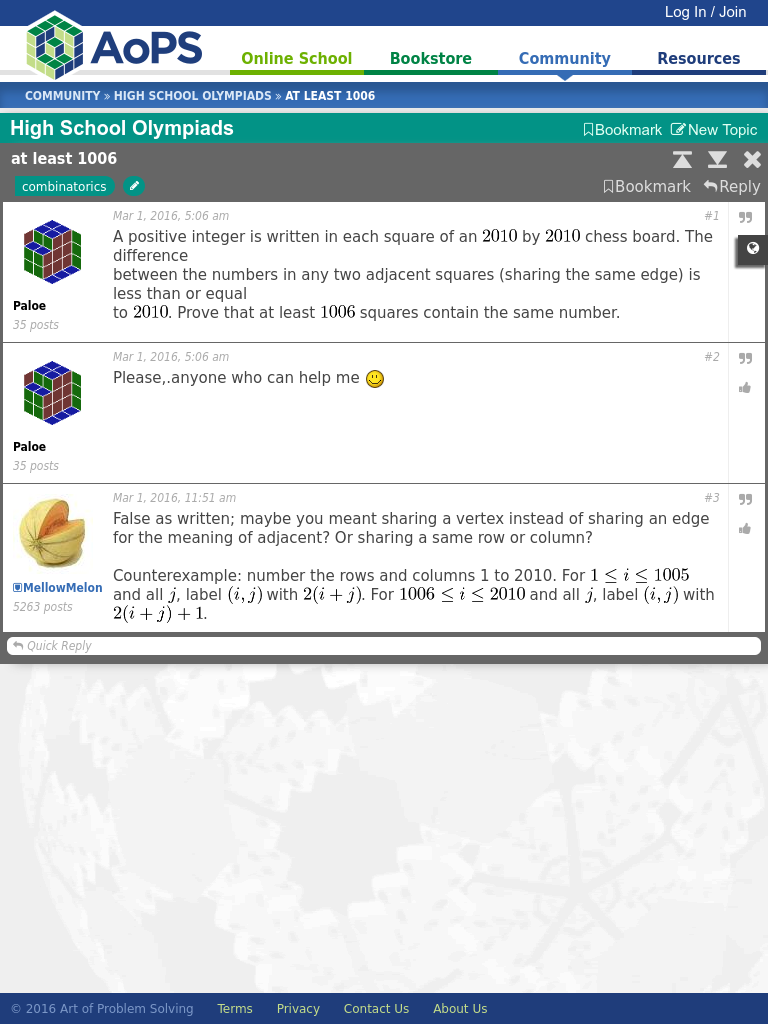 Log In / Join
AoPS
Online School
Bookstore
Community
Resources
COMMUNITY » HIGH SCHOOL OLYMPIADS » AT LEAST 1006
High School Olympiads
Bookmark
New Topic
at least 1006
combinatorics
Bookmark
Reply
Mar 1, 2016, 5:06 am
#1
A positive integer is written in each square of an 2010 by 2010 chess board. The
difference
between the numbers in any two adjacent squares (sharing the same edge) is
less than or equal
to 2010. Prove that at least 1006 squares contain the same number.
Paloe
35 posts
Mar 1, 2016, 5:06 am
#2
Please,.anyone who can help me
Paloe
35 posts
Mar 1, 2016, 11:51 am
#3
False as written; maybe you meant sharing a vertex instead of sharing an edge
for the meaning of adjacent? Or sharing a same row or column?
Counterexample: number the rows and columns 1 to 2010. For 1 ≤ i ≤ 1005
and all j, label (i, j) with 2(i + j). For 1006 ≤ i ≤ 2010 and all j, label (i, j) with
2(i + j) + 1.
MellowMelon
5263 posts
Quick Reply
© 2016 Art of Problem Solving
Terms
Privacy
Contact Us
About Us